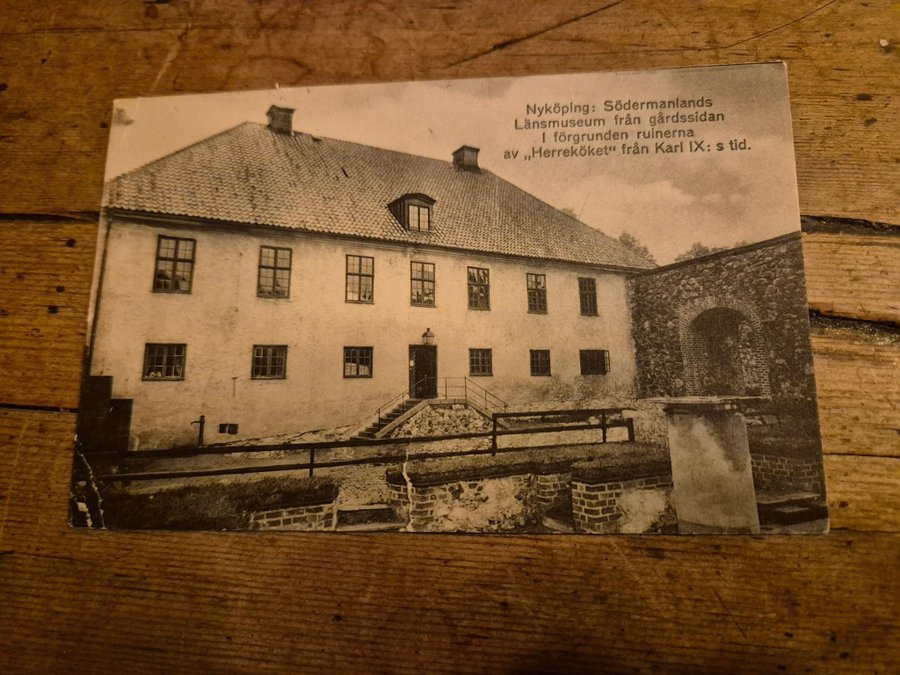 Nyköping: Södermanlands
Länsmuseum från gårdssidan
I förgrunden ruinerna
av „Herreköket“ från Karl IX: s tid.